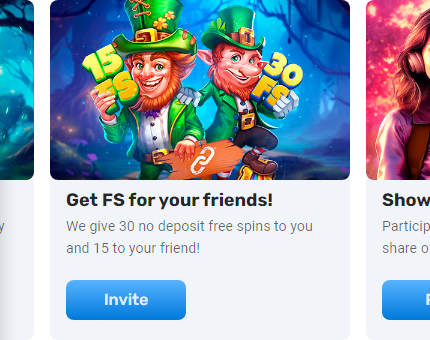 15
FS
30
FS
Get FS for your friends!
We give 30 no deposit free spins to you
and 15 to your friend!
Invite
y
Show
Particip
share o